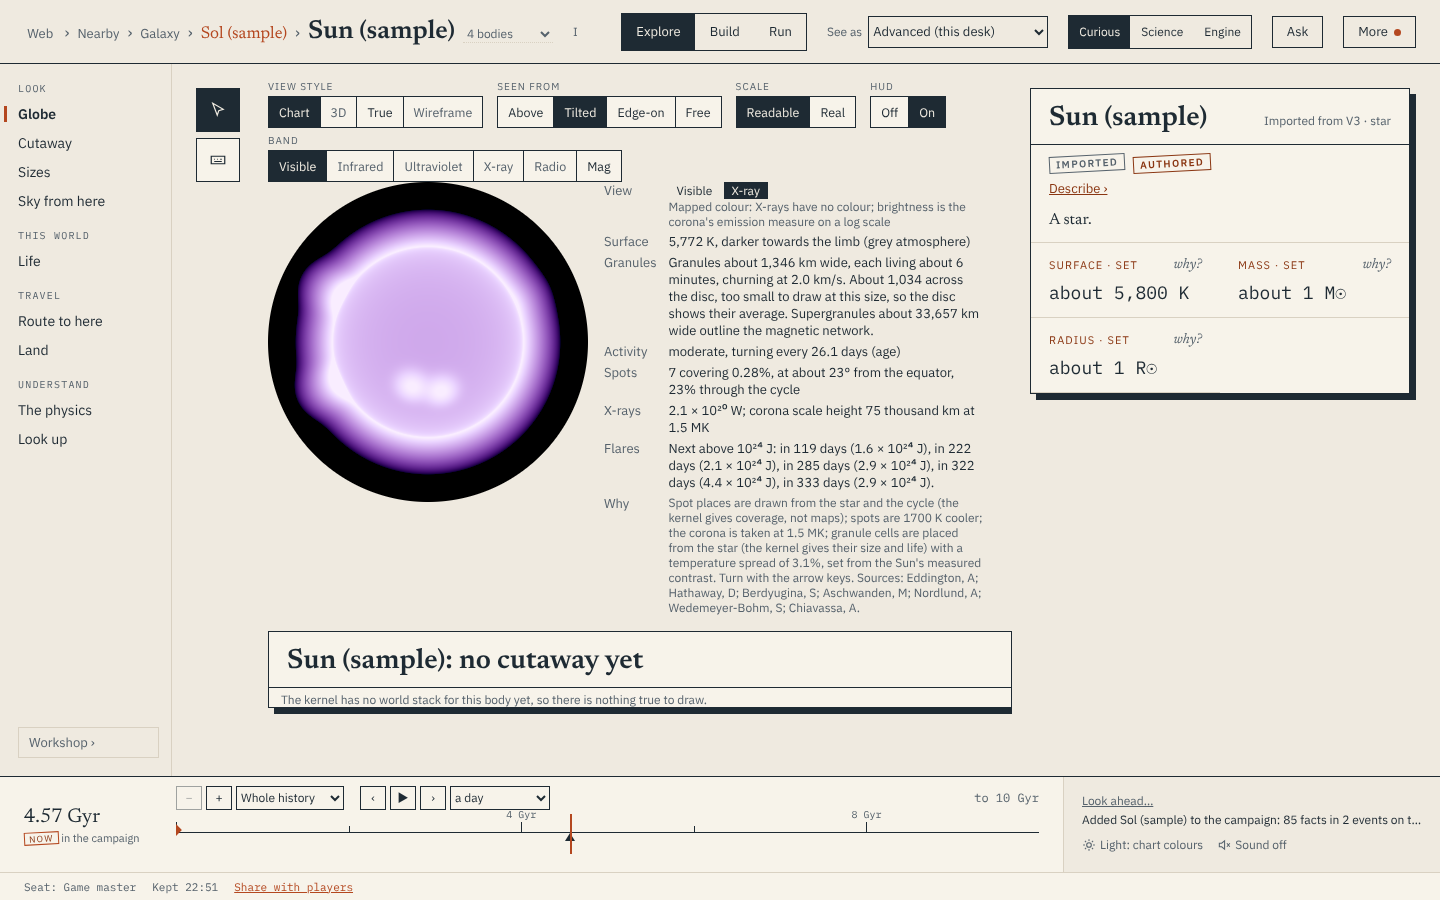 Web › Nearby › Galaxy › Sol (sample) › Sun (sample) 4 bodies I
Explore Build Run
See as Advanced (this desk)
Curious Science Engine
Ask
More
LOOK
Globe
Cutaway
Sizes
Sky from here
THIS WORLD
Life
TRAVEL
Route to here
Land
UNDERSTAND
The physics
Look up
Workshop ›
VIEW STYLE
Chart 3D True Wireframe
SEEN FROM
Above Tilted Edge-on Free
SCALE
Readable Real
HUD
Off On
BAND
Visible Infrared Ultraviolet X-ray Radio Mag
View Visible X-ray
Mapped colour: X-rays have no colour; brightness is the
corona's emission measure on a log scale
Surface 5,772 K, darker towards the limb (grey atmosphere)
Granules Granules about 1,346 km wide, each living about 6
minutes, churning at 2.0 km/s. About 1,034 across
the disc, too small to draw at this size, so the disc
shows their average. Supergranules about 33,657 km
wide outline the magnetic network.
Activity moderate, turning every 26.1 days (age)
Spots 7 covering 0.28%, at about 23° from the equator,
23% through the cycle
X-rays 2.1 × 10²⁰ W; corona scale height 75 thousand km at
1.5 MK
Flares Next above 10²⁴ J: in 119 days (1.6 × 10²⁴ J), in 222
days (2.1 × 10²⁴ J), in 285 days (2.9 × 10²⁴ J), in 322
days (4.4 × 10²⁴ J), in 333 days (2.9 × 10²⁴ J).
Why Spot places are drawn from the star and the cycle (the
kernel gives coverage, not maps); spots are 1700 K cooler;
the corona is taken at 1.5 MK; granule cells are placed
from the star (the kernel gives their size and life) with a
temperature spread of 3.1%, set from the Sun's measured
contrast. Turn with the arrow keys. Sources: Eddington, A;
Hathaway, D; Berdyugina, S; Aschwanden, M; Nordlund, A;
Wedemeyer-Bohm, S; Chiavassa, A.
Sun (sample): no cutaway yet
The kernel has no world stack for this body yet, so there is nothing true to draw.
Sun (sample) Imported from V3 · star
IMPORTED AUTHORED
Describe ›
A star.
SURFACE · SET why? MASS · SET why?
about 5,800 K about 1 M☉
RADIUS · SET why?
about 1 R☉
4.57 Gyr
NOW in the campaign
− + Whole history ‹ ▶ › a day
to 10 Gyr
4 Gyr 8 Gyr
Look ahead...
Added Sol (sample) to the campaign: 85 facts in 2 events on t...
Light: chart colours Sound off
Seat: Game master Kept 22:51 Share with players